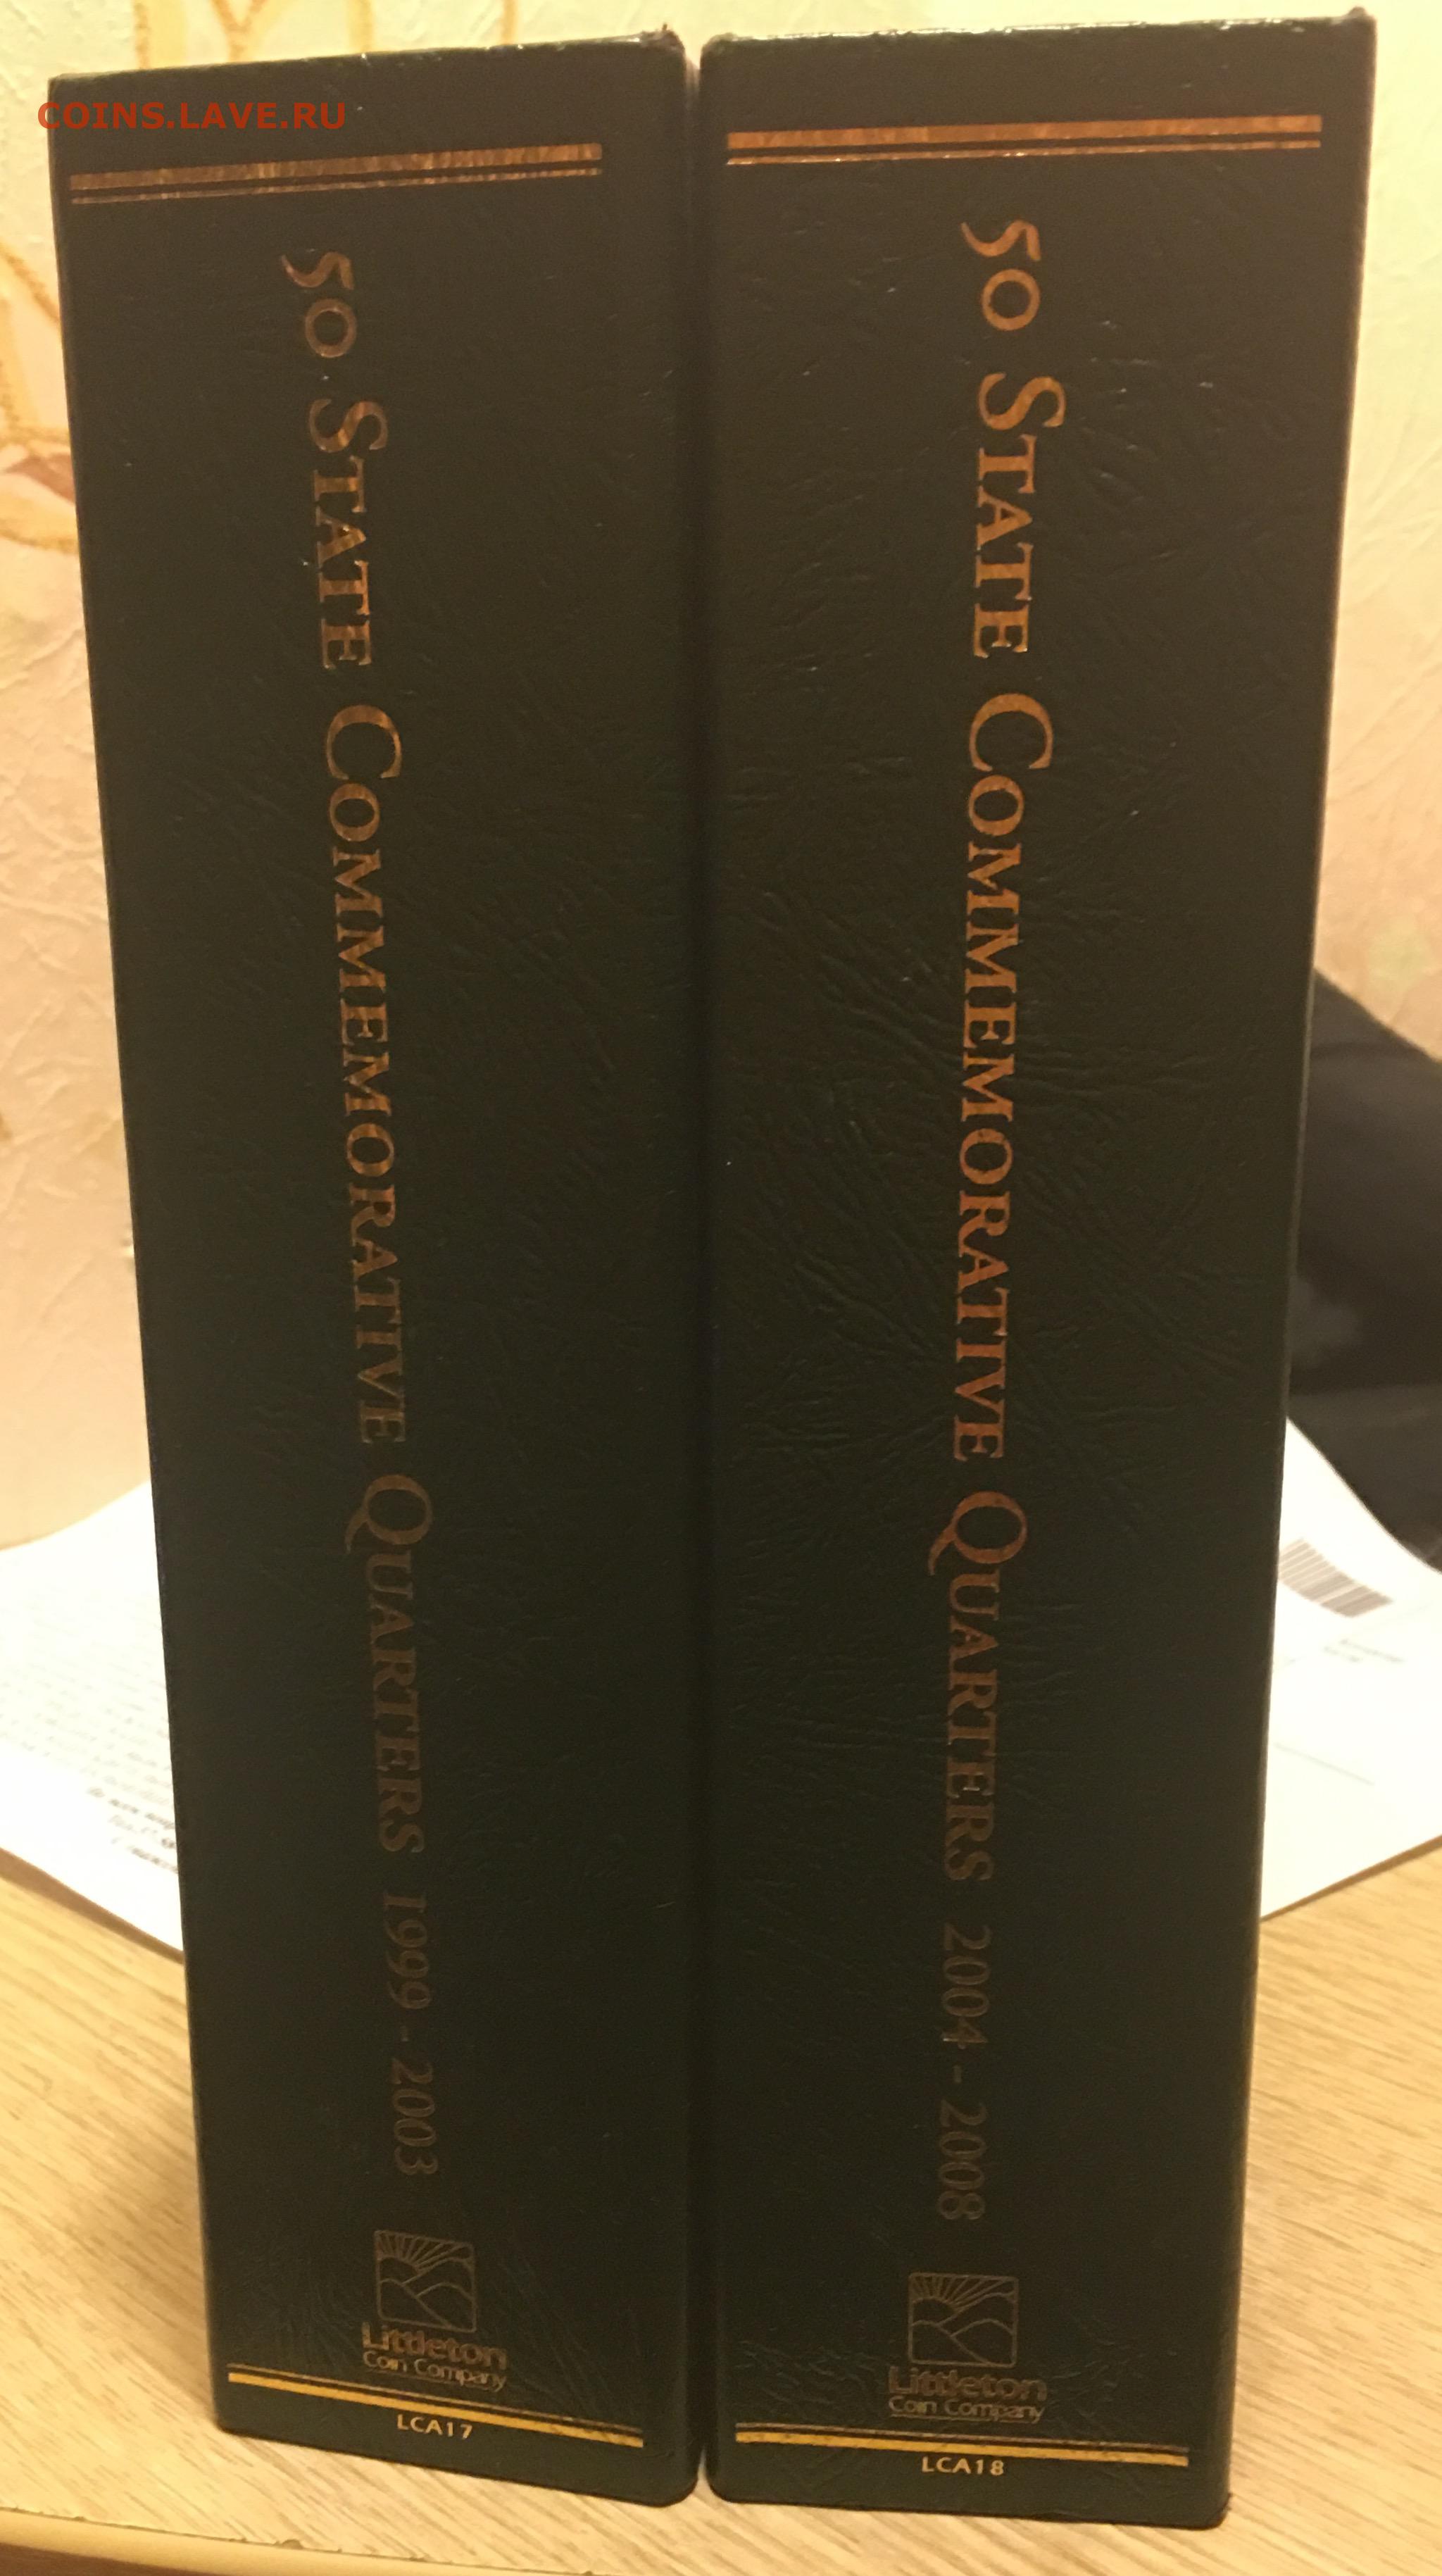 COINS.LAVE.RU
50 STATE COMMEMORATIVE QUARTERS 1999 - 2003
Littleton
Coin Company
LCA17
50 STATE COMMEMORATIVE QUARTERS 2004 - 2008
Littleton
Coin Company
LCA18